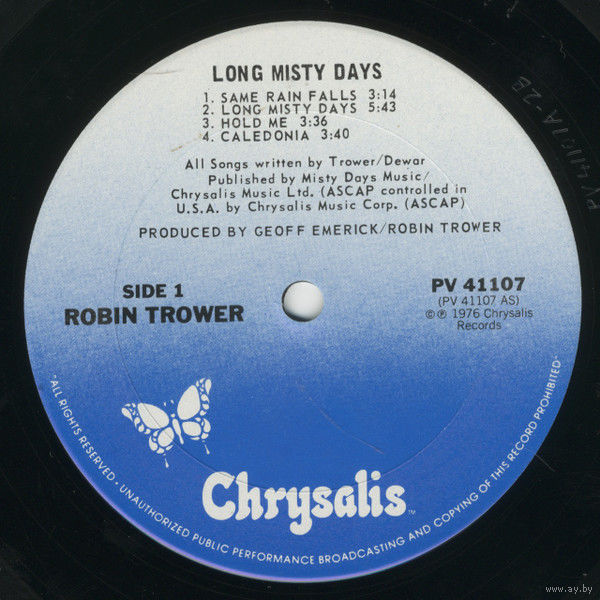 LONG MISTY DAYS
1. SAME RAIN FALLS 3:14
2. LONG MISTY DAYS 5:43
3. HOLD ME 3:36
4. CALEDONIA 3:40
All Songs written by Trower/Dewar
Published by Misty Days Music/
Chrysalis Music Ltd. (ASCAP controlled in
U.S.A. by Chrysalis Music Corp. (ASCAP)
PRODUCED BY GEOFF EMERICK/ROBIN TROWER
SIDE 1
ROBIN TROWER
PV 41107
(PV 41107 AS)
©℗ 1976 Chrysalis
Records
Chrysalis™
-ALL RIGHTS RESERVED - UNAUTHORIZED PUBLIC PERFORMANCE BROADCASTING AND COPYING OF THIS RECORD PROHIBITED-
www.ay.by